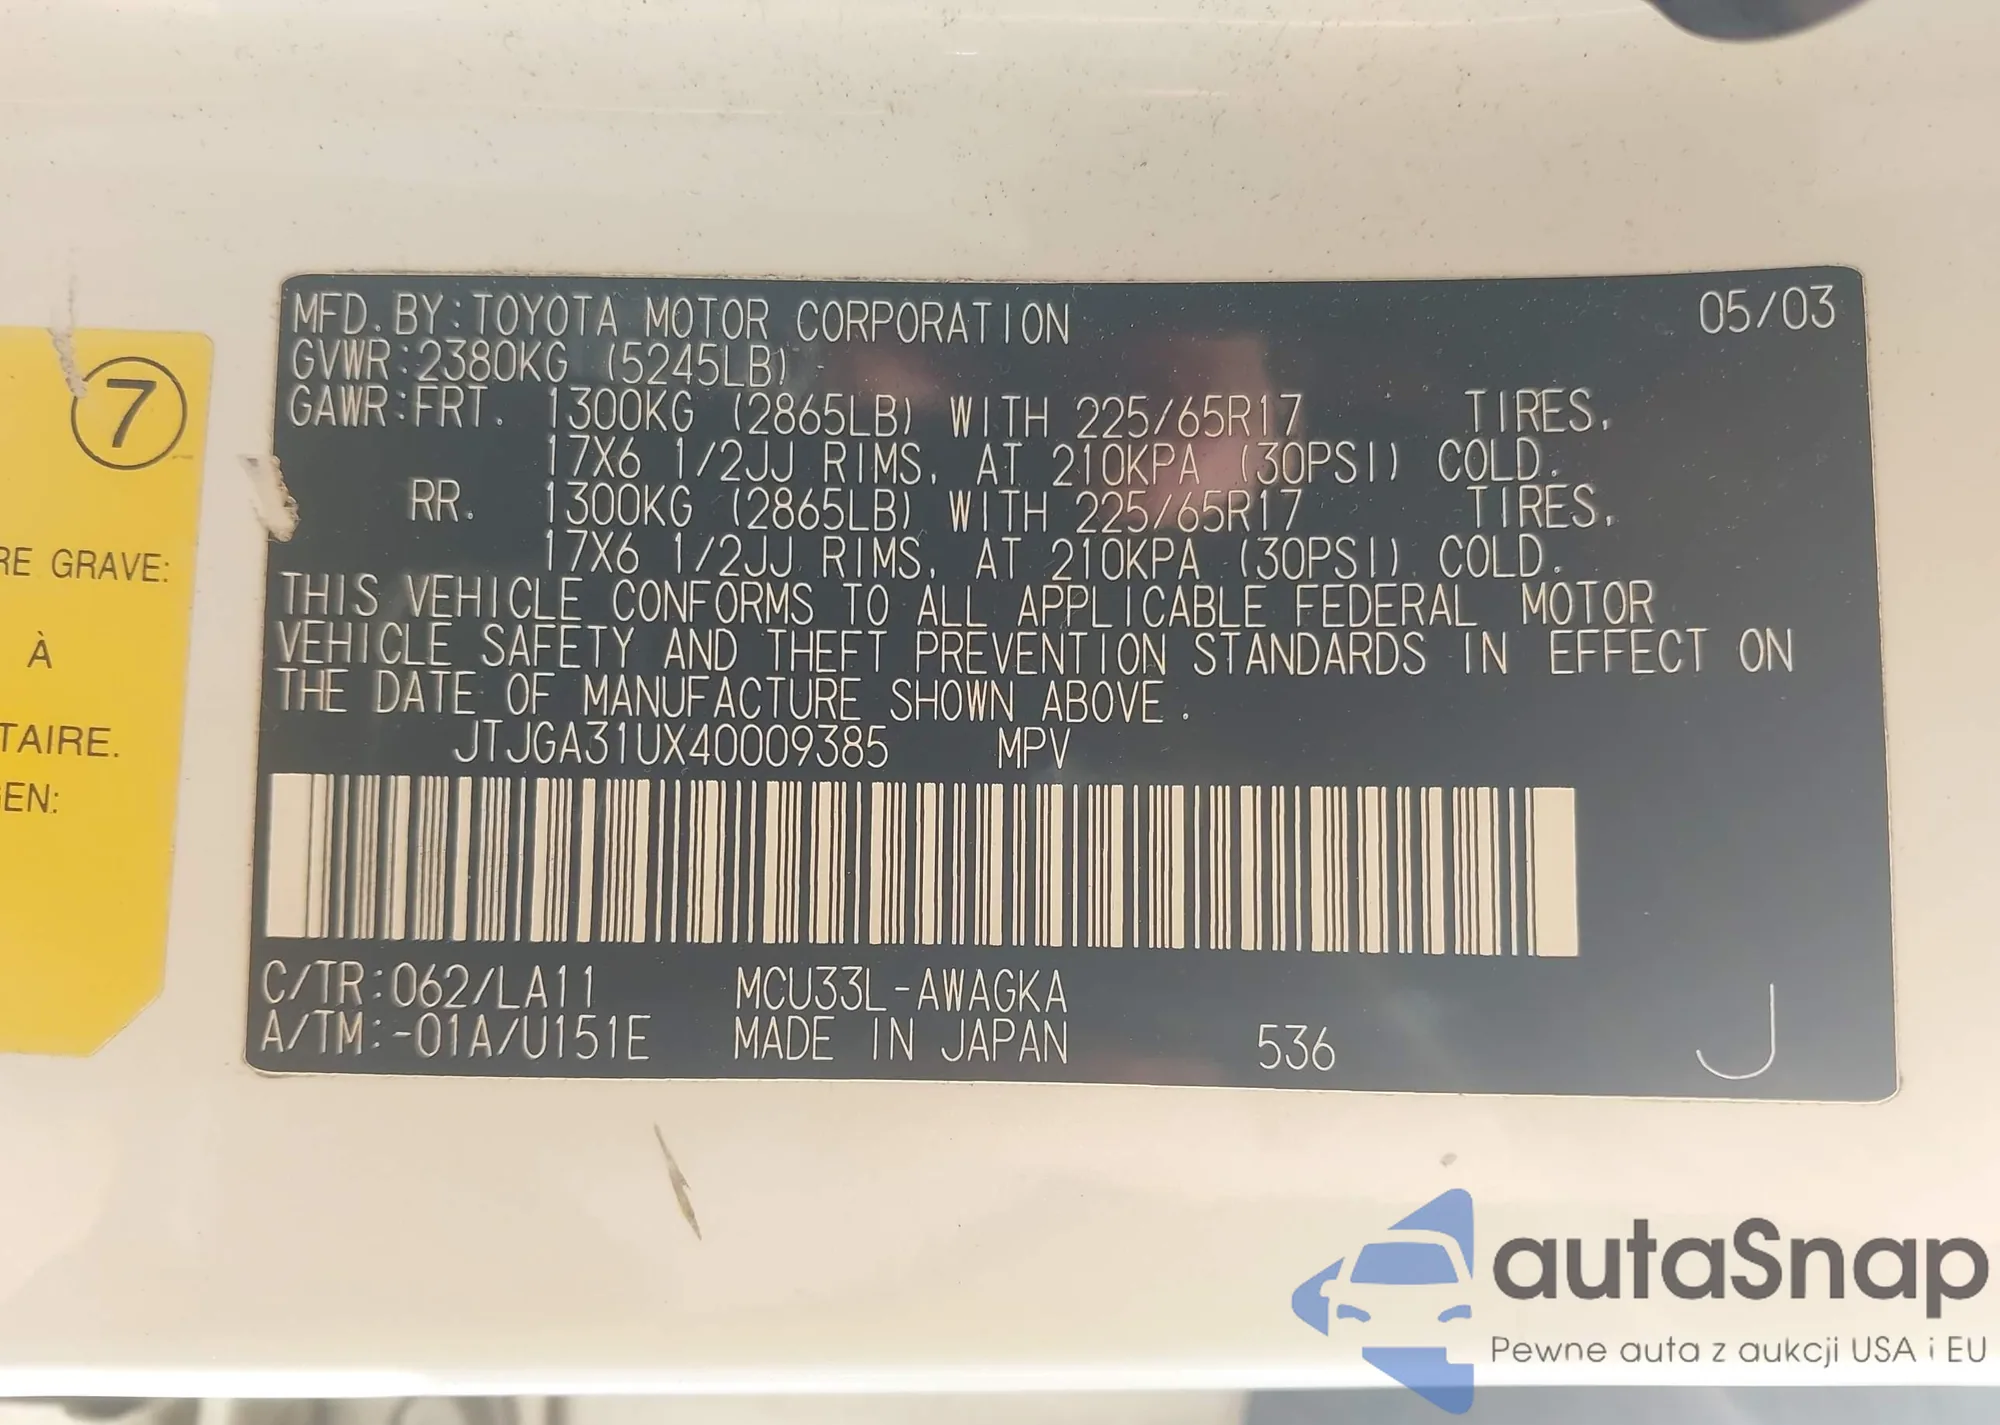 7
RE GRAVE:
À
TAIRE.
GEN:
MFD. BY: TOYOTA MOTOR CORPORATION 05/03
GVWR: 2380KG (5245LB)
GAWR: FRT. 1300KG (2865LB) WITH 225/65R17 TIRES,
17X6 1/2JJ RIMS, AT 210KPA (30PSI) COLD.
RR. 1300KG (2865LB) WITH 225/65R17 TIRES,
17X6 1/2JJ RIMS, AT 210KPA (30PSI) COLD.
THIS VEHICLE CONFORMS TO ALL APPLICABLE FEDERAL MOTOR
VEHICLE SAFETY AND THEFT PREVENTION STANDARDS IN EFFECT ON
THE DATE OF MANUFACTURE SHOWN ABOVE.
JTJGA31UX40009385 MPV
C/TR: 062/LA11 MCU33L-AWAGKA
A/TM: -01A/U151E MADE IN JAPAN 536 J
autaSnap
Pewne auta z aukcji USA i EU